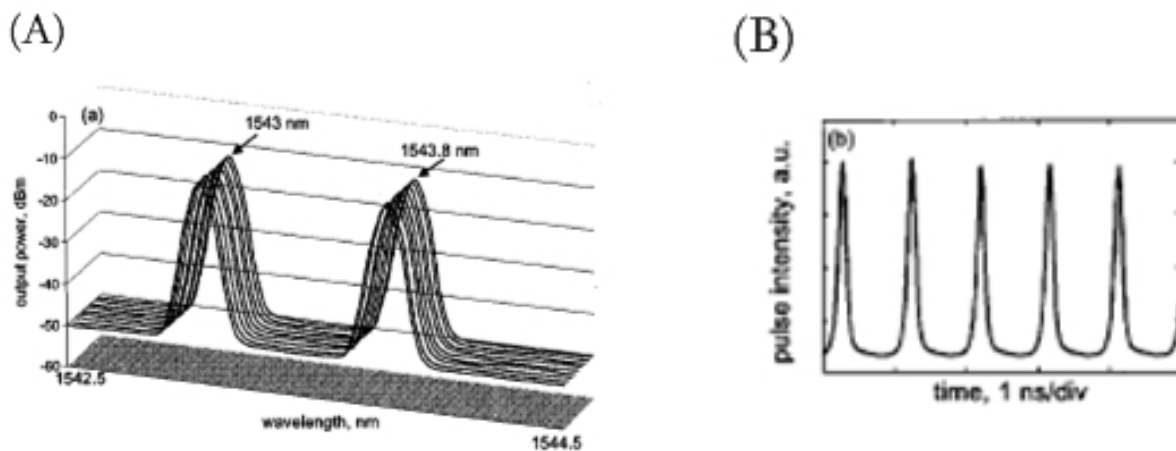 (A)
(B)
(a)
1543 nm
1543.8 nm
0
-10
-20
-30
-40
-50
-60
output power, dBm
1542.5
wavelength, nm
1544.5
(b)
pulse intensity, a.u.
time, 1 ns/div